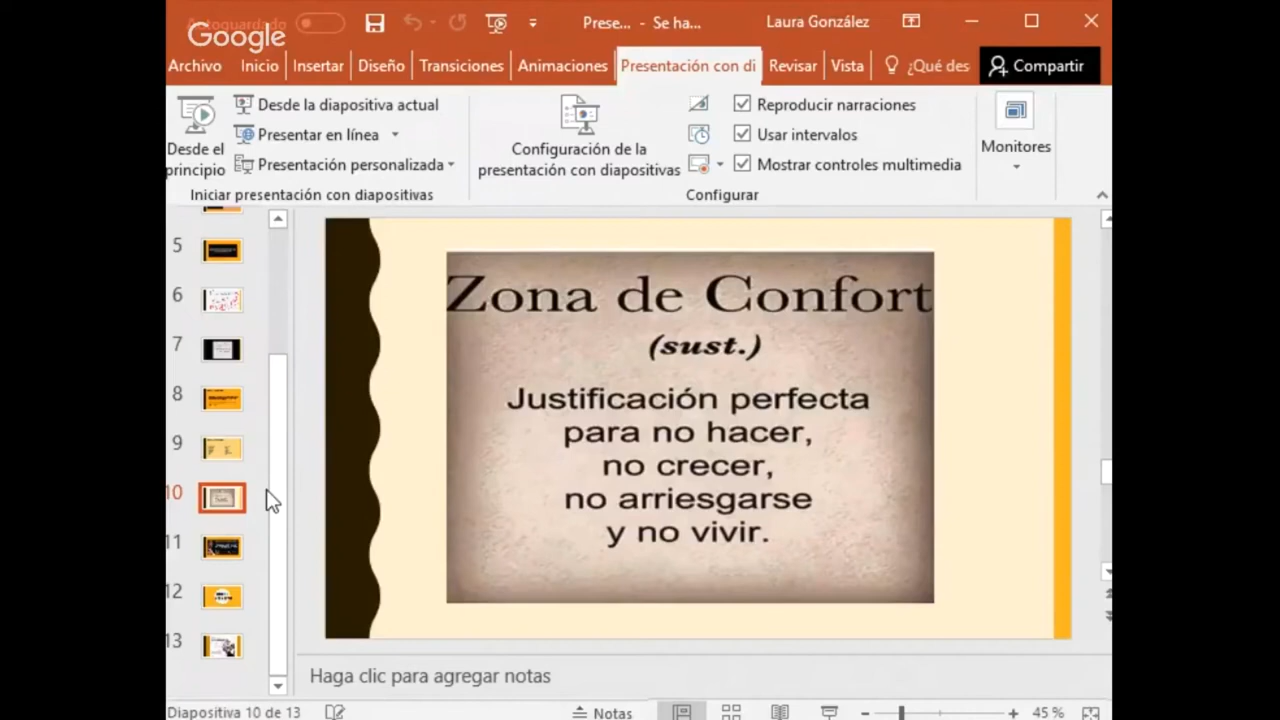 Autoguardado
Google
Prese... - Se ha...
Laura González
Archivo Inicio Insertar Diseño Transiciones Animaciones Presentación con di Revisar Vista ¿Qué des Compartir
Desde el principio
Desde la diapositiva actual
Presentar en línea
Presentación personalizada
Iniciar presentación con diapositivas
Configuración de la
presentación con diapositivas
Reproducir narraciones
Usar intervalos
Mostrar controles multimedia
Configurar
Monitores
5
6
7
8
9
10
11
12
13
Zona de Confort
(sust.)
Justificación perfecta
para no hacer,
no crecer,
no arriesgarse
y no vivir.
Haga clic para agregar notas
Diapositiva 10 de 13
Notas
45 %